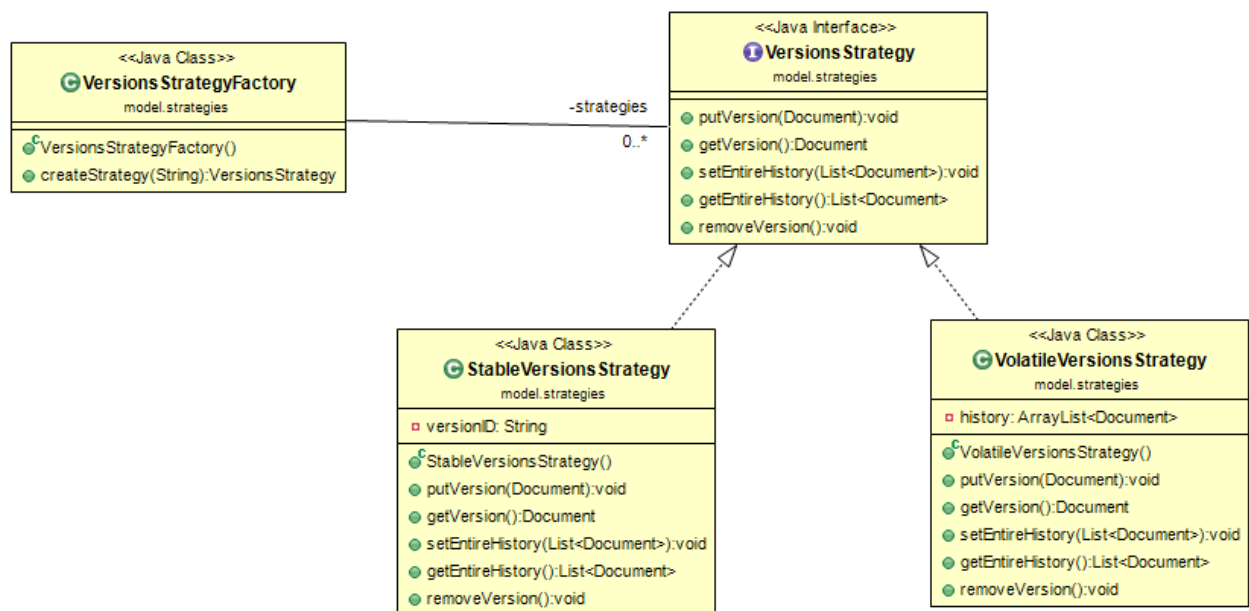 <<Java Class>>
VersionsStrategyFactory
model.strategies
VersionsStrategyFactory()
createStrategy(String):VersionsStrategy
-strategies
0..*
<<Java Interface>>
VersionsStrategy
model.strategies
putVersion(Document):void
getVersion():Document
setEntireHistory(List<Document>):void
getEntireHistory():List<Document>
removeVersion():void
<<Java Class>>
StableVersionsStrategy
model.strategies
versionID: String
StableVersionsStrategy()
putVersion(Document):void
getVersion():Document
setEntireHistory(List<Document>):void
getEntireHistory():List<Document>
removeVersion():void
<<Java Class>>
VolatileVersionsStrategy
model.strategies
history: ArrayList<Document>
VolatileVersionsStrategy()
putVersion(Document):void
getVersion():Document
setEntireHistory(List<Document>):void
getEntireHistory():List<Document>
removeVersion():void